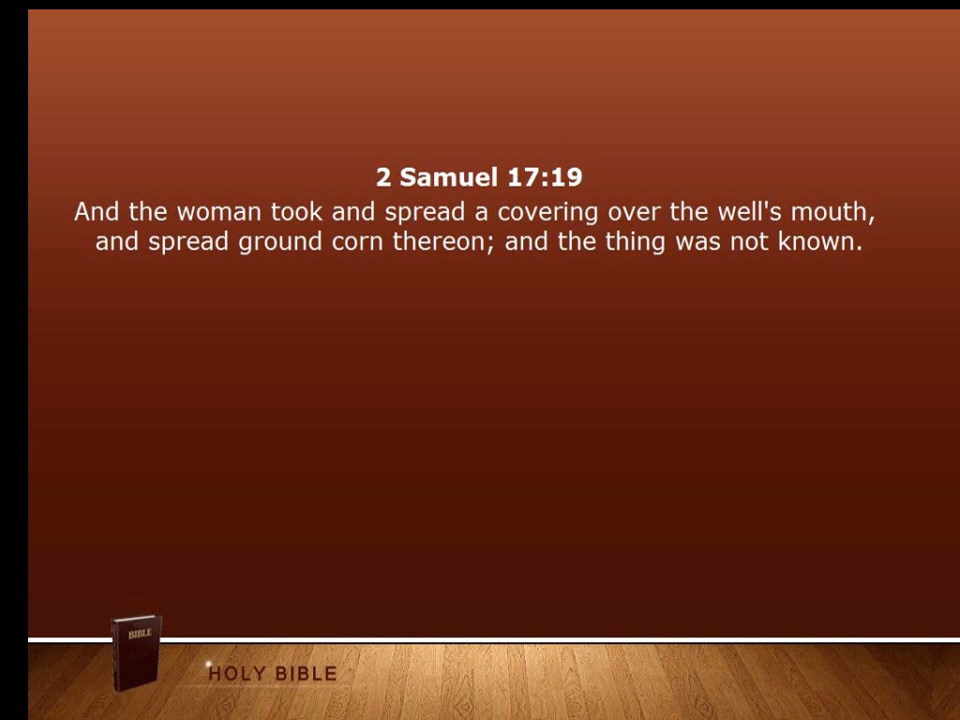 2 Samuel 17:19
And the woman took and spread a covering over the well's mouth,
and spread ground corn thereon; and the thing was not known.
BIBLE
HOLY BIBLE